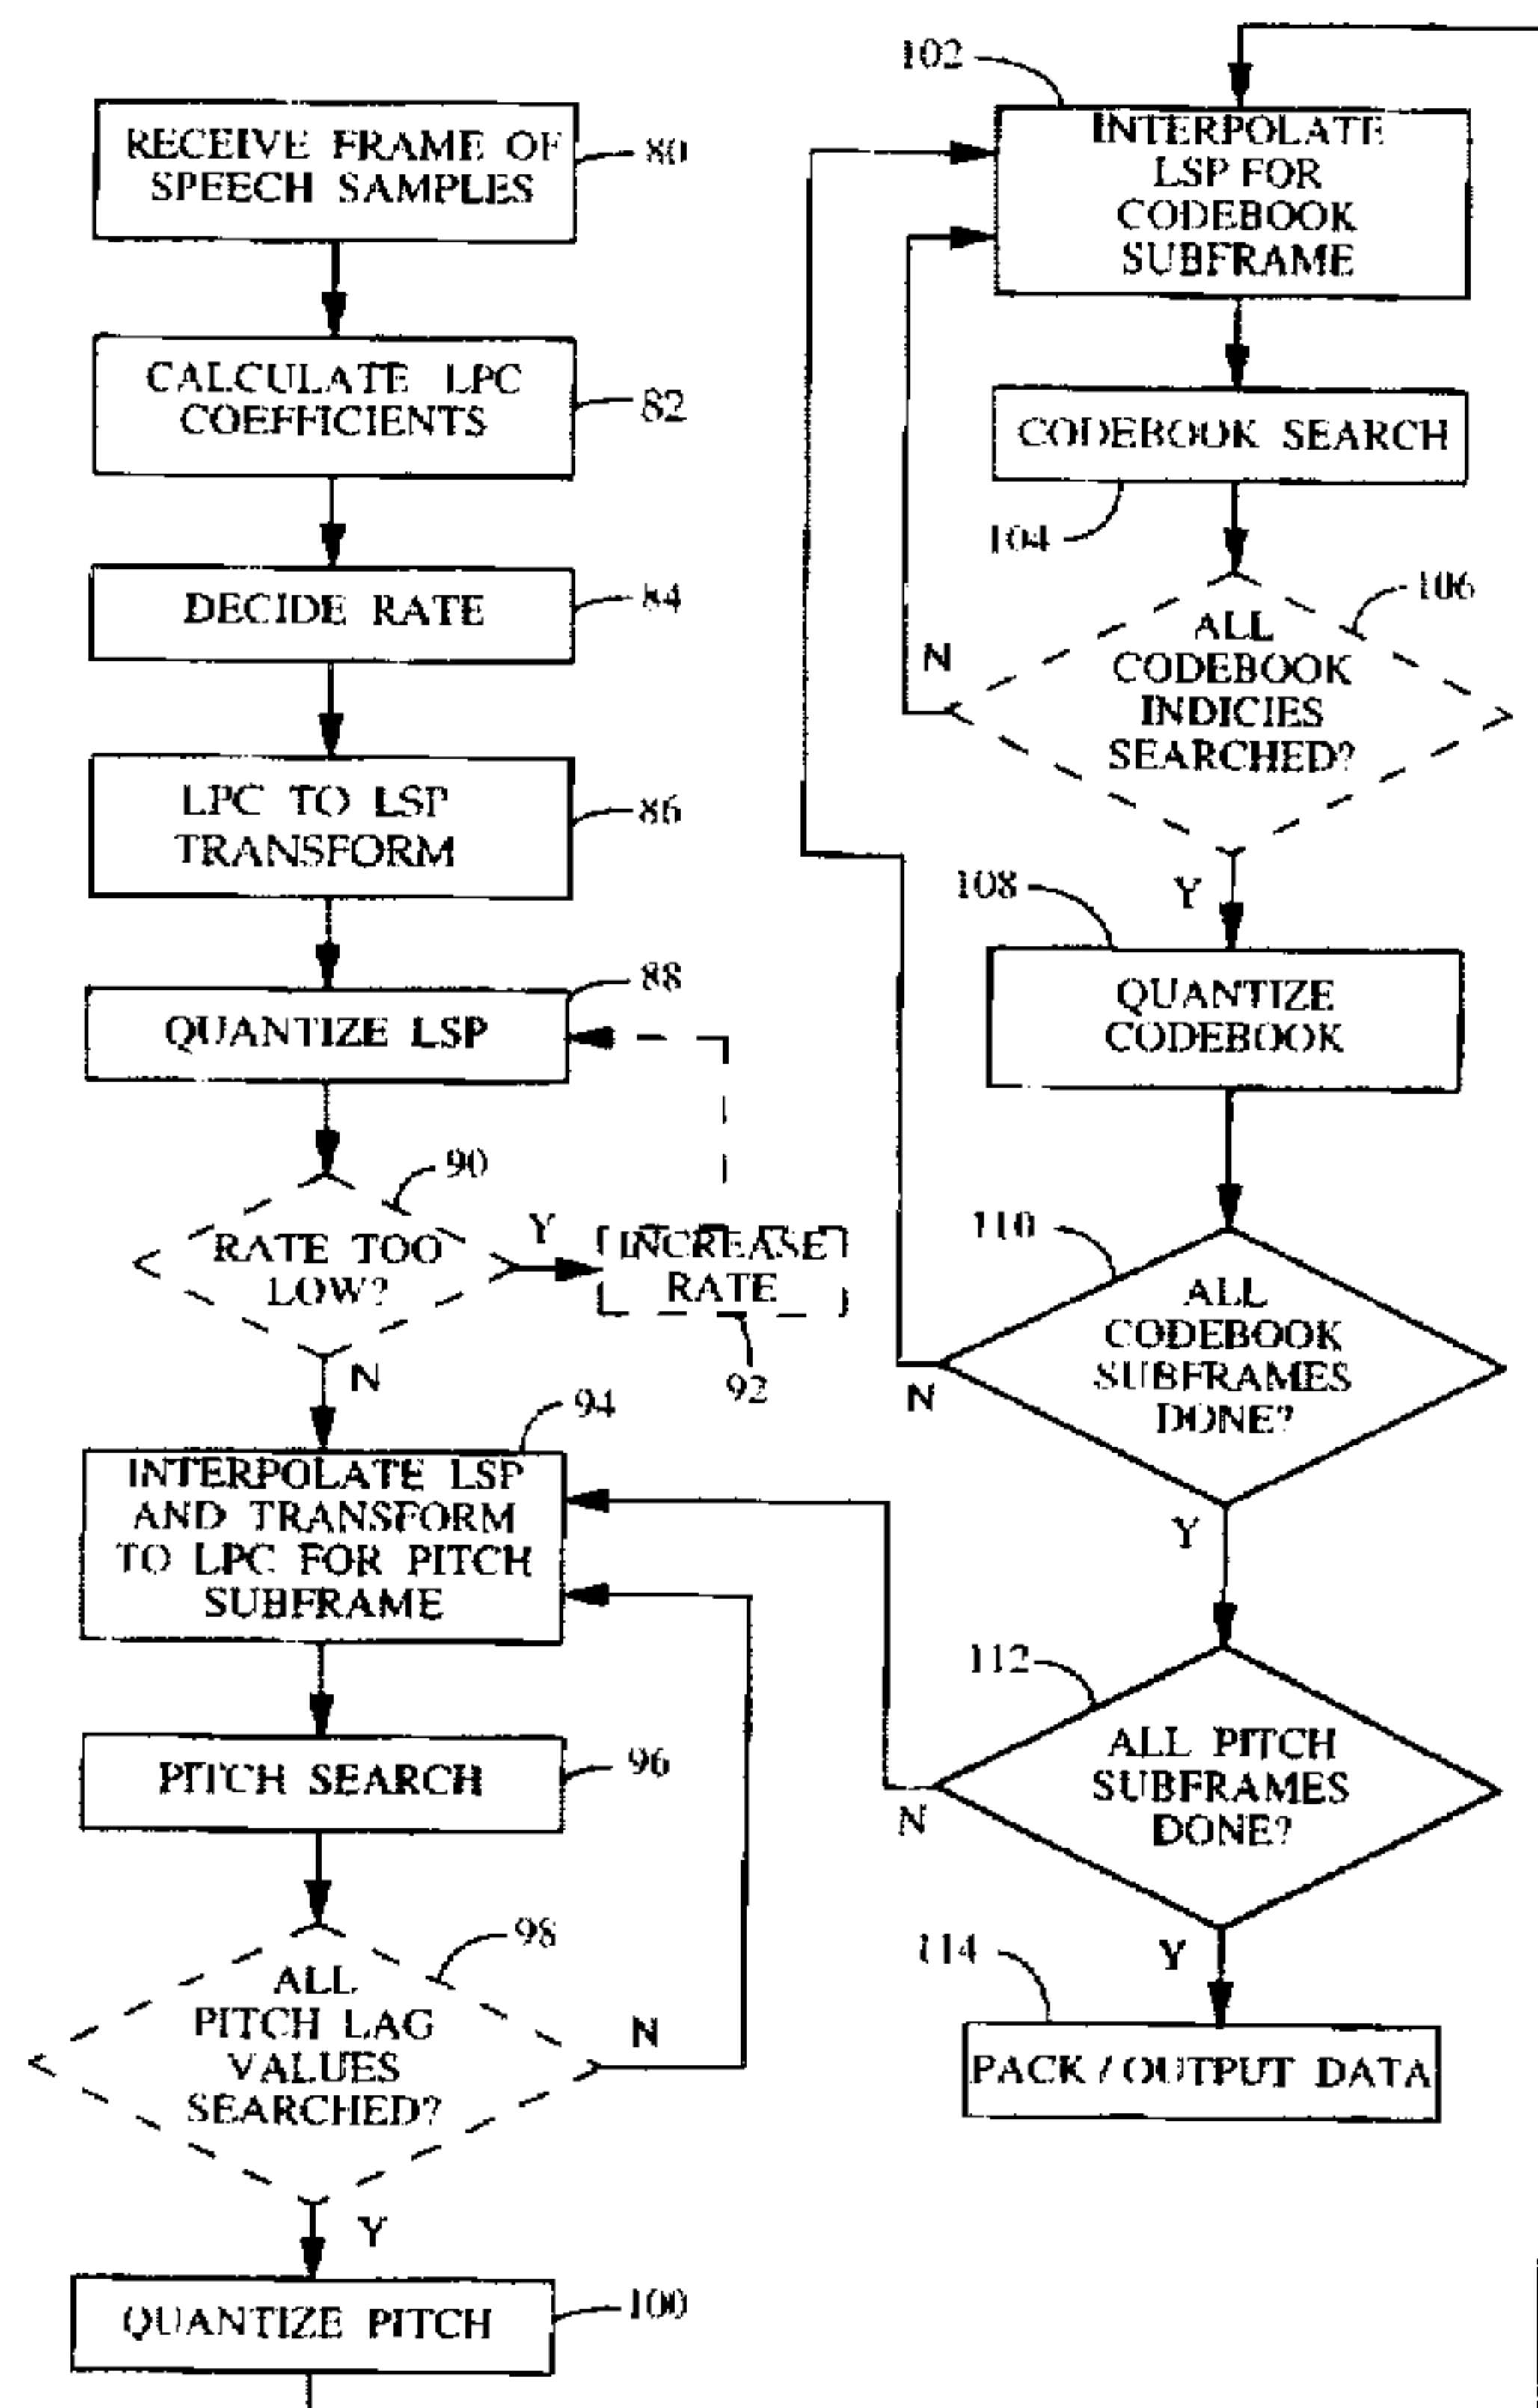 RECEIVE FRAME OF
SPEECH SAMPLES
80
CALCULATE LPC
COEFFICIENTS
82
DECIDE RATE
84
LPC TO LSP
TRANSFORM
86
QUANTIZE LSP
88
90
RATE TOO
LOW?
Y
INCREASE
RATE
92
N
94
INTERPOLATE LSP
AND TRANSFORM
TO LPC FOR PITCH
SUBFRAME
PITCH SEARCH
96
98
ALL
PITCH LAG
VALUES
SEARCHED?
N
Y
QUANTIZE PITCH
100
102
INTERPOLATE
LSP FOR
CODEBOOK
SUBFRAME
CODEBOOK SEARCH
104
106
ALL
CODEBOOK
INDICIES
SEARCHED?
N
Y
108
QUANTIZE
CODEBOOK
110
ALL
CODEBOOK
SUBFRAMES
DONE?
N
Y
112
ALL PITCH
SUBFRAMES
DONE?
N
Y
114
PACK / OUTPUT DATA